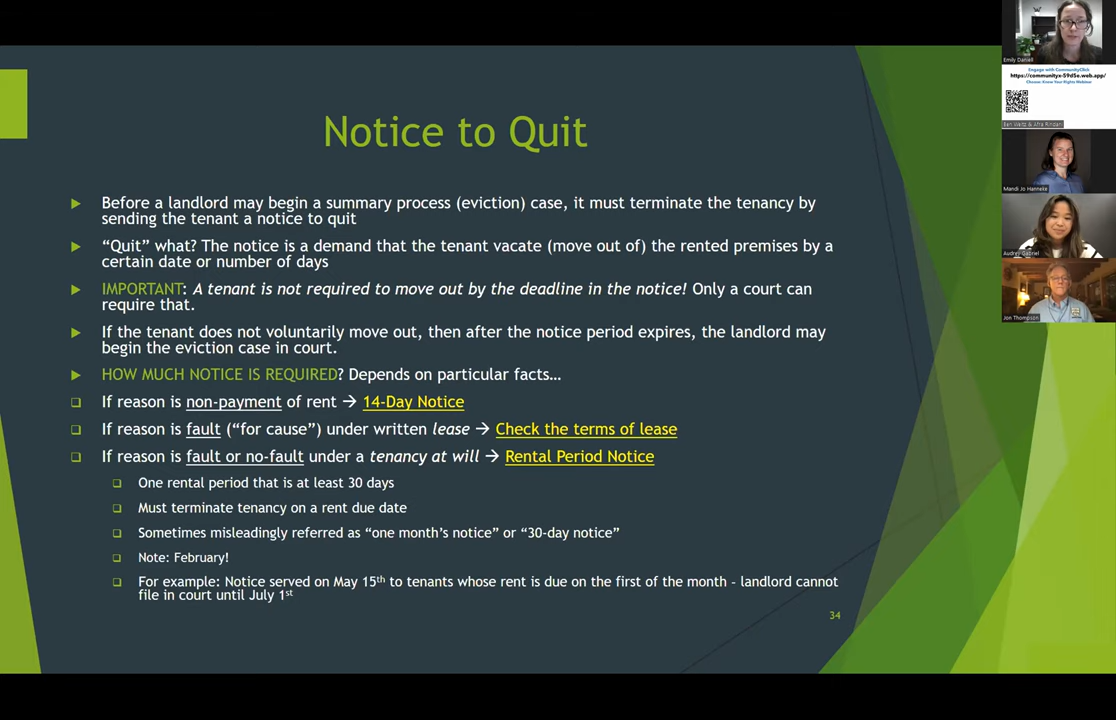 Notice to Quit
Before a landlord may begin a summary process (eviction) case, it must terminate the tenancy by
sending the tenant a notice to quit
“Quit” what? The notice is a demand that the tenant vacate (move out of) the rented premises by a
certain date or number of days
IMPORTANT: A tenant is not required to move out by the deadline in the notice! Only a court can
require that.
If the tenant does not voluntarily move out, then after the notice period expires, the landlord may
begin the eviction case in court.
HOW MUCH NOTICE IS REQUIRED? Depends on particular facts…
If reason is non-payment of rent → 14-Day Notice
If reason is fault (“for cause”) under written lease → Check the terms of lease
If reason is fault or no-fault under a tenancy at will → Rental Period Notice
One rental period that is at least 30 days
Must terminate tenancy on a rent due date
Sometimes misleadingly referred as “one month’s notice” or “30-day notice”
Note: February!
For example: Notice served on May 15th to tenants whose rent is due on the first of the month – landlord cannot
file in court until July 1st
34
Emily Daniell
Engage with CommunityClick
https://communityx-59d5e.web.app/
Choose: Know Your Rights Webinar
Mandi Jo Hanneke
Audrey Gabriel
Jon Thompson